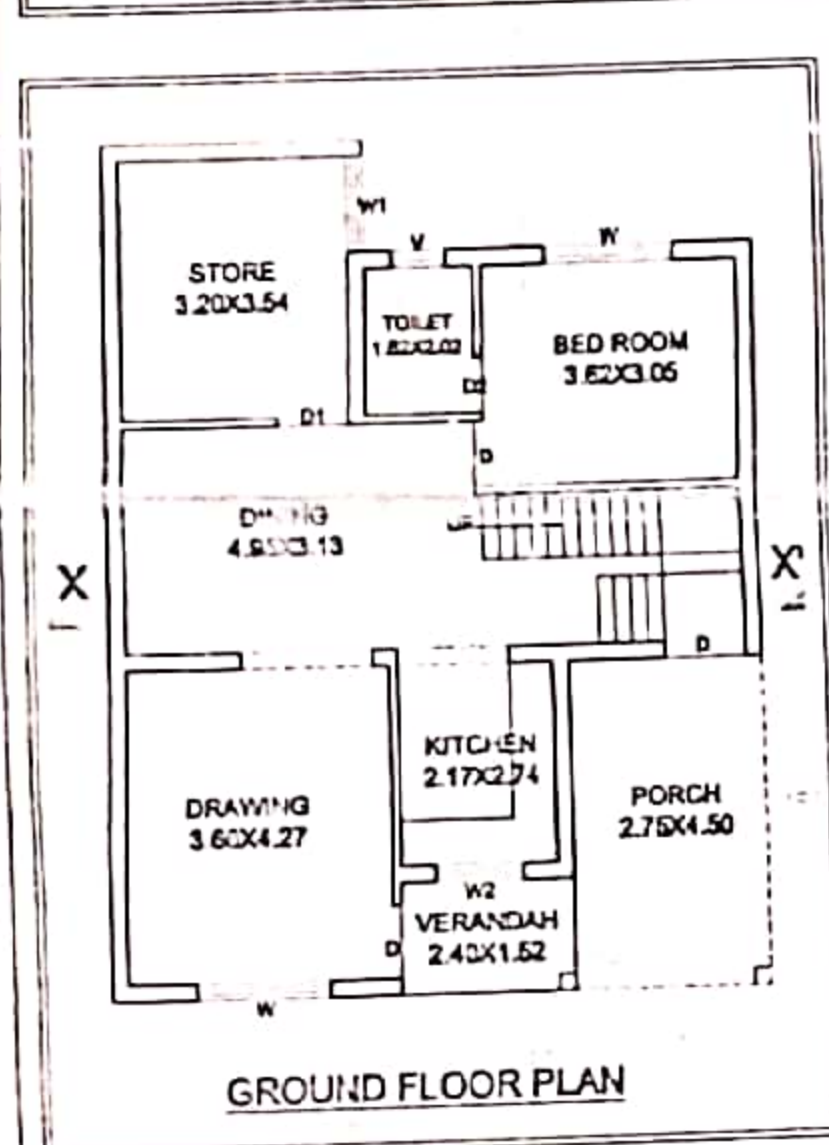 W1
V
W
STORE
3.20X3.54
TOILET
BED ROOM
3.62X3.05
D2
D1
D
4.95X3.13
UP
X
X'
D
KITCHEN
2.17X2.74
DRAWING
3.60X4.27
PORCH
2.75X4.50
W2
VERANDAH
2.40X1.52
D
W
GROUND FLOOR PLAN